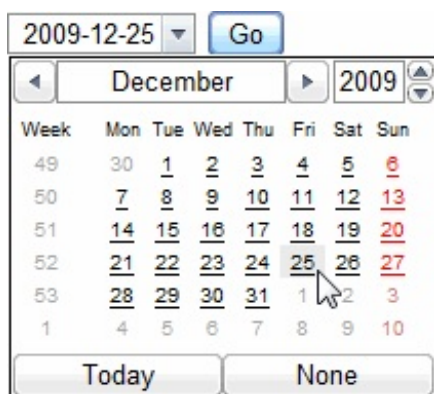 2009-12-25 Go
December 2009
Week Mon Tue Wed Thu Fri Sat Sun
49 30 1 2 3 4 5 6
50 7 8 9 10 11 12 13
51 14 15 16 17 18 19 20
52 21 22 23 24 25 26 27
53 28 29 30 31 1 2 3
1 4 5 6 7 8 9 10
Today None